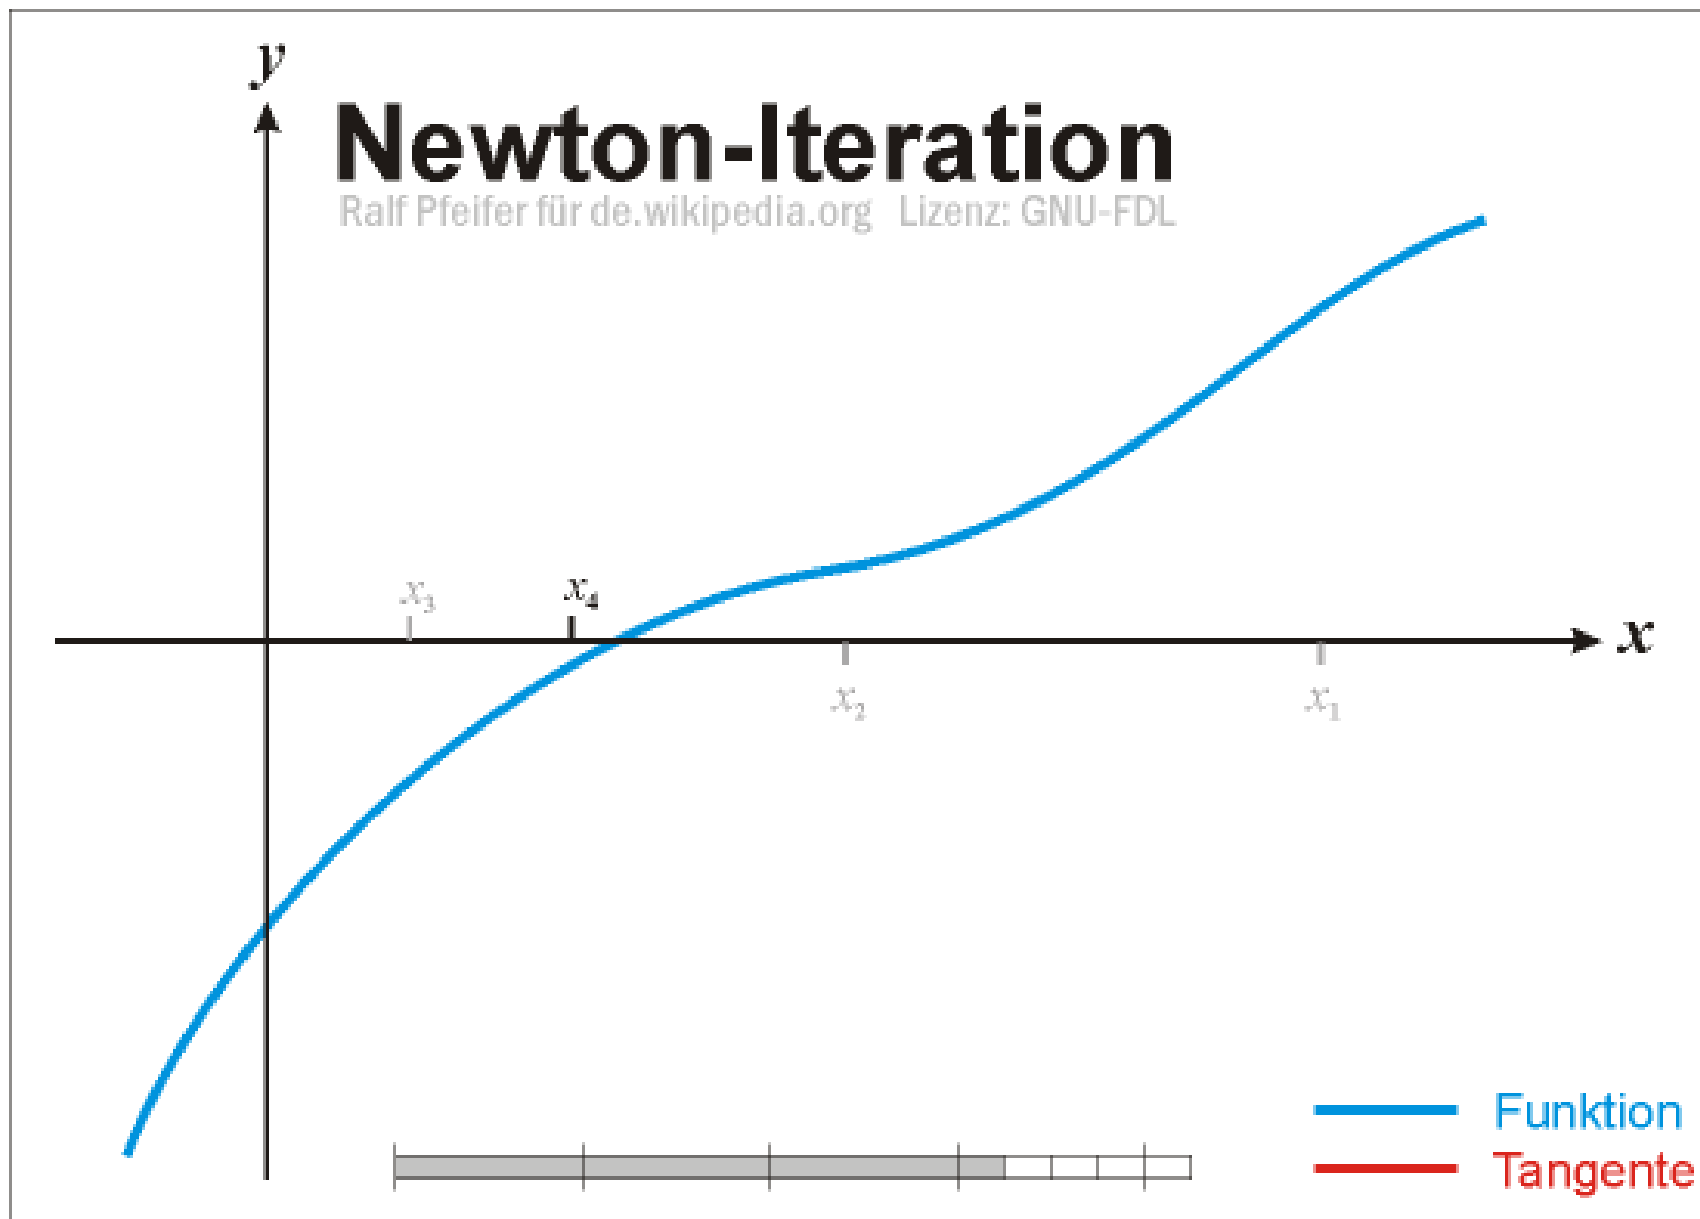 y
Newton-Iteration
Ralf Pfeifer für de.wikipedia.org Lizenz: GNU-FDL
x₃ x₄
x
x₂ x₁
Funktion
Tangente